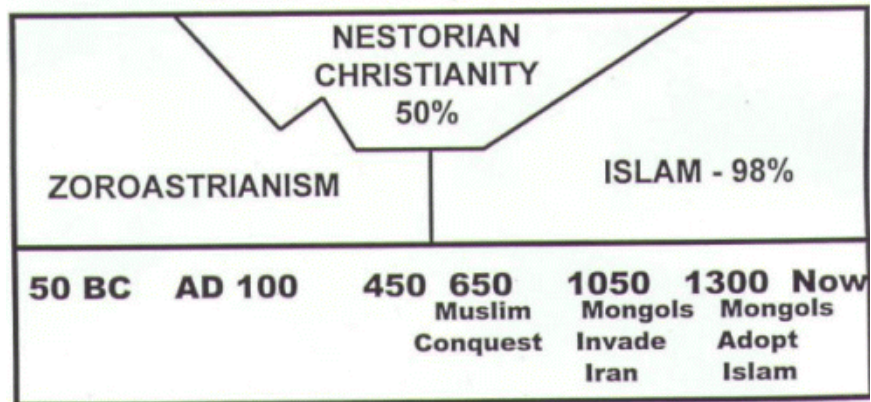 NESTORIAN
CHRISTIANITY
50%
ZOROASTRIANISM
ISLAM - 98%
50 BC AD 100 450 650 1050 1300 Now
Muslim Mongols Mongols
Conquest Invade Adopt
Iran Islam